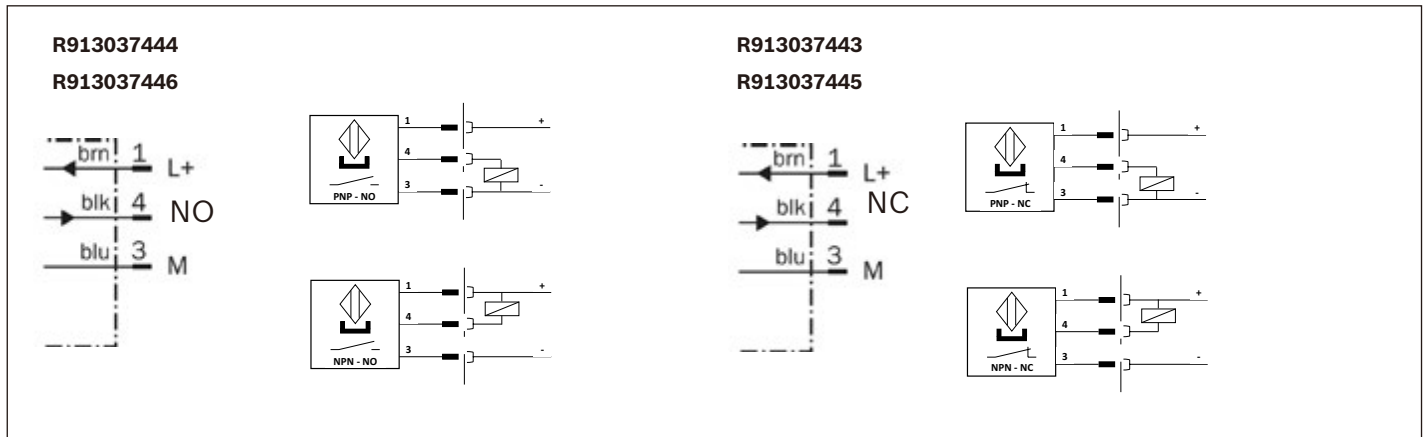 R913037444
R913037446
brn 1 L+
blk 4 NO
blu 3 M
1 +
4
3 -
PNP - NO
1 +
4
3 -
NPN - NO
R913037443
R913037445
brn 1 L+
blk 4 NC
blu 3 M
1 +
4
3 -
PNP - NC
1 +
4
3 -
NPN - NC